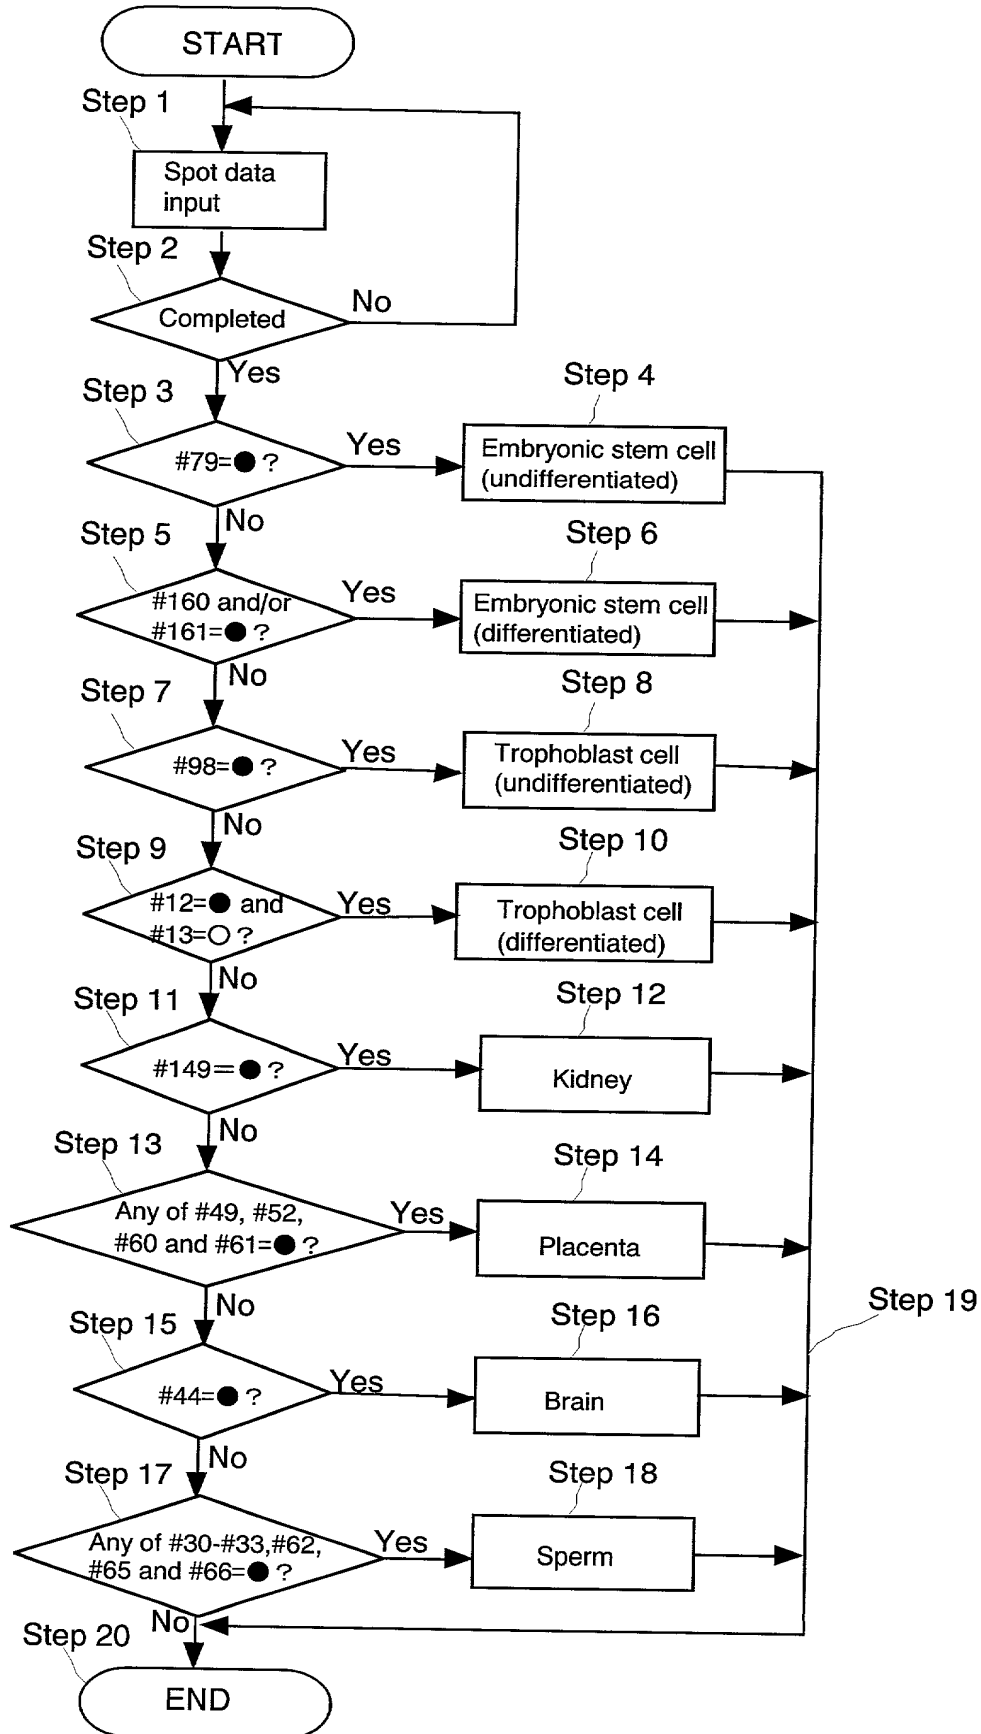 START
Step 1
Spot data
input
Step 2
Completed
No
Yes
Step 3
#79=● ?
Yes
Step 4
Embryonic stem cell
(undifferentiated)
No
Step 5
#160 and/or
#161=● ?
Yes
Step 6
Embryonic stem cell
(differentiated)
No
Step 7
#98=● ?
Yes
Step 8
Trophoblast cell
(undifferentiated)
No
Step 9
#12=● and
#13=○ ?
Yes
Step 10
Trophoblast cell
(differentiated)
No
Step 11
#149=● ?
Yes
Step 12
Kidney
No
Step 13
Any of #49, #52,
#60 and #61=● ?
Yes
Step 14
Placenta
No
Step 15
#44=● ?
Yes
Step 16
Brain
Step 19
No
Step 17
Any of #30-#33,#62,
#65 and #66=● ?
Yes
Step 18
Sperm
No
Step 20
END